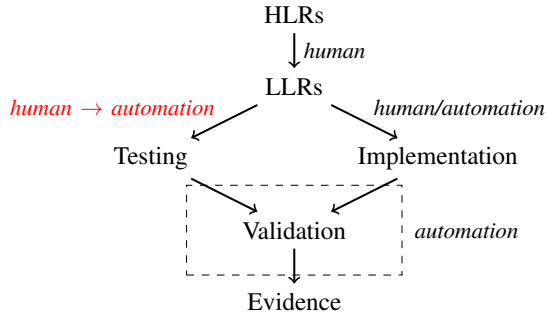 HLRs
human
LLRs
human → automation
human/automation
Testing
Implementation
Validation
automation
Evidence